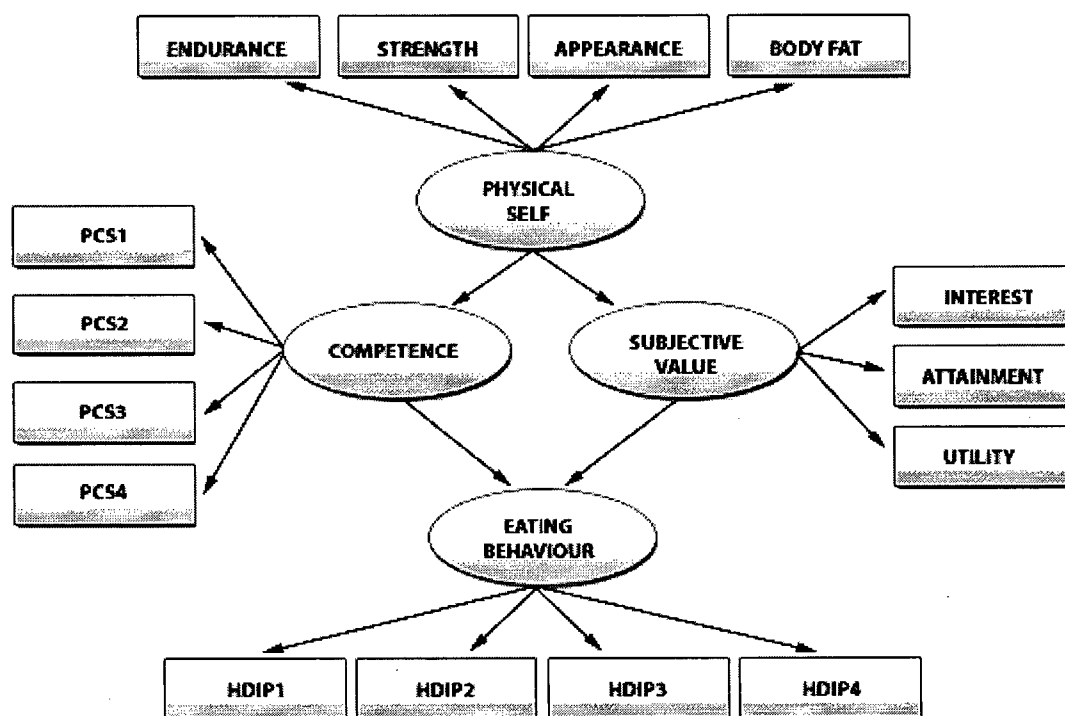 ENDURANCE
STRENGTH
APPEARANCE
BODY FAT
PHYSICAL
SELF
PCS1
PCS2
PCS3
PCS4
COMPETENCE
SUBJECTIVE
VALUE
INTEREST
ATTAINMENT
UTILITY
EATING
BEHAVIOUR
HDIP1
HDIP2
HDIP3
HDIP4